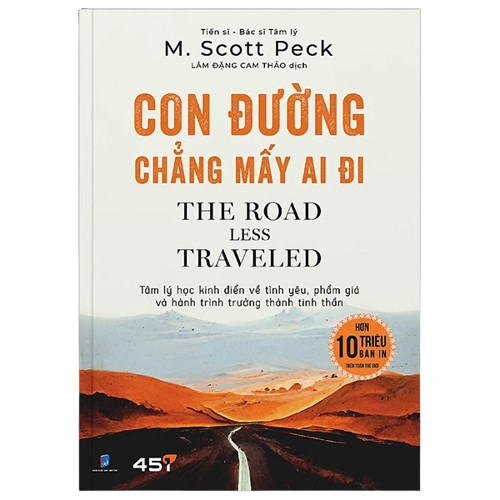 Tiến sĩ • Bác sĩ Tâm lý
M. Scott Peck
LÂM ĐẶNG CAM THẢO dịch
CON ĐƯỜNG
CHẲNG MẤY AI ĐI
THE ROAD
LESS
TRAVELED
Tâm lý học kinh điển về tình yêu, phẩm giá
và hành trình trưởng thành tinh thần
HƠN
10 TRIỆU
BẢN IN
TRÊN TOÀN THẾ GIỚI
451